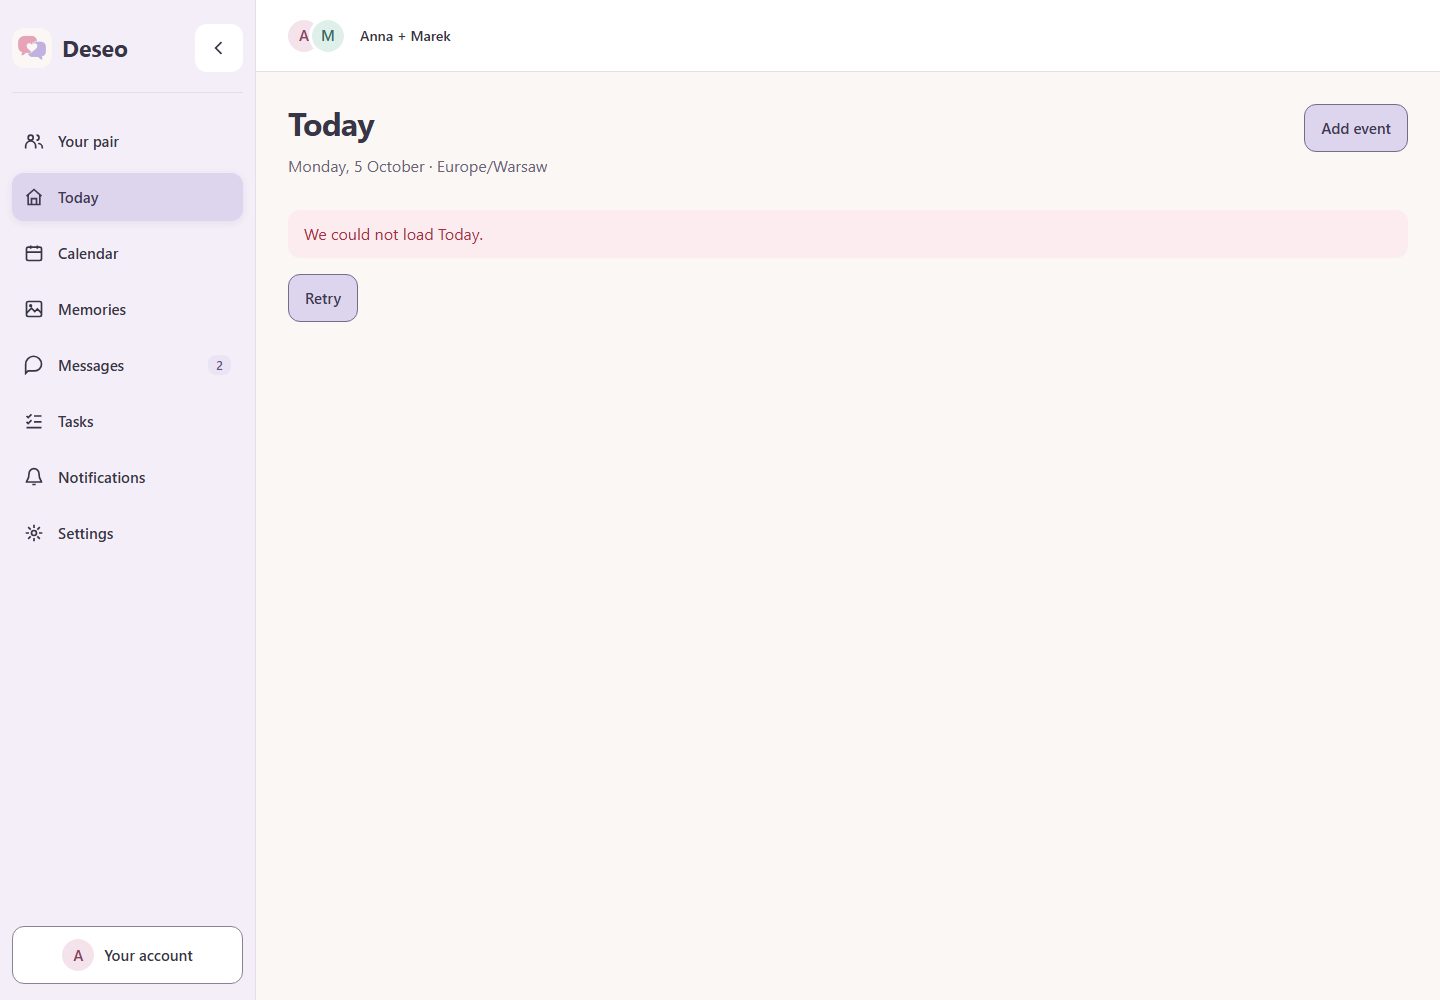 Deseo
Your pair
Today
Calendar
Memories
Messages 2
Tasks
Notifications
Settings
A Your account
A M Anna + Marek
Today
Monday, 5 October · Europe/Warsaw
Add event
We could not load Today.
Retry